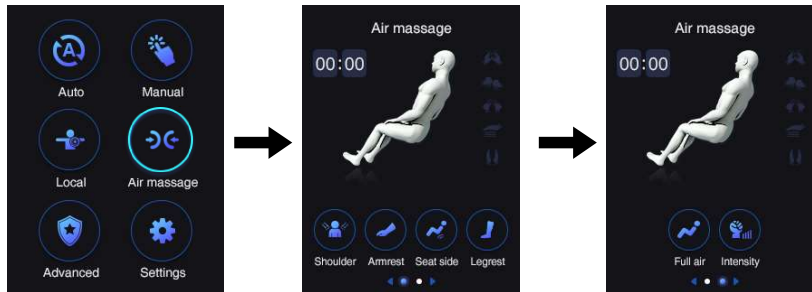 A
Auto
Manual
Local
Air massage
Advanced
Settings
Air massage
00:00
Shoulder
Armrest
Seat side
Legrest
Air massage
00:00
Full air
Intensity